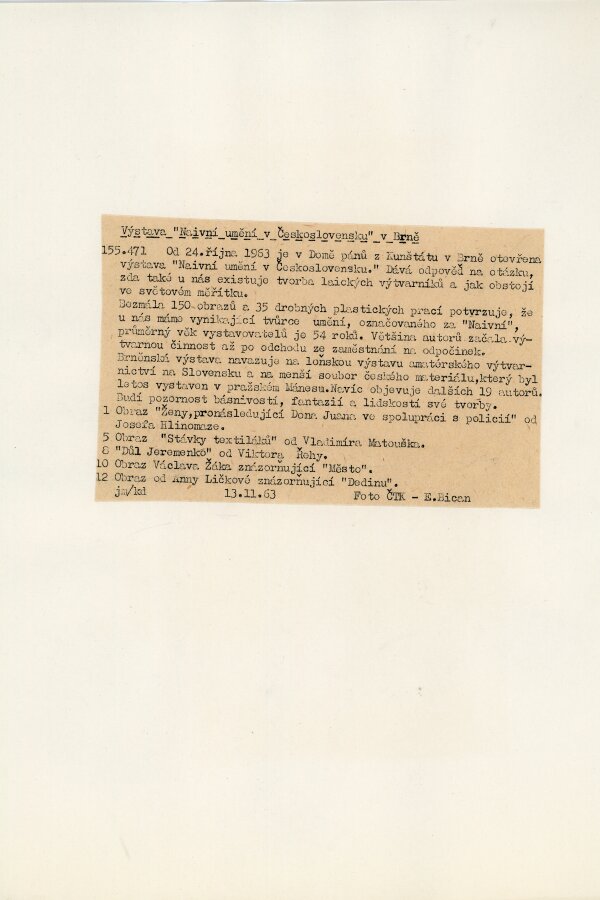 Výstava "Naivní umění v Československu" v Brně
155.471 Od 24.října 1963 je v Domě pánů z Kunštátu v Brně otevřena
výstava "Naivní umění v Československu." Dává odpověď na otázku,
zda také u nás existuje tvorba laických výtvarníků a jak obstojí
ve světovém měřítku.
Bezmála 150 obrazů a 35 drobných plastických prací potvrzuje, že
u nás máme vynikající tvůrce umění, označovaného za "Naivní",
průměrný věk vystavovatelů je 54 roků. Většina autorů začala vý-
tvarnou činnost až po odchodu ze zaměstnání na odpočinek.
Brněnská výstava navazuje na loňskou výstavu amatérského výtvar-
nictví na Slovensku a na menší soubor českého materiálu,který byl
letos vystaven v pražském Mánesu.Navíc objevuje dalších 19 autorů.
Budí pozornost básnivostí, fantazií a lidskostí své tvorby.
1 Obraz "Ženy,pronásledující Dona Juana ve spolupráci s policií" od
Josefa Hlinomaze.
5 Obraz "Stávky textiláků" od Vladimíra Matouška.
8 "Důl Jeremenko" od Viktora Řehy.
10 Obraz Václava Žáka znázorňující "Město".
12 Obraz od Anny Ličkové znázorňující "Dedinu".
jm/kd 13.11.63 Foto ČTK - E.Bican